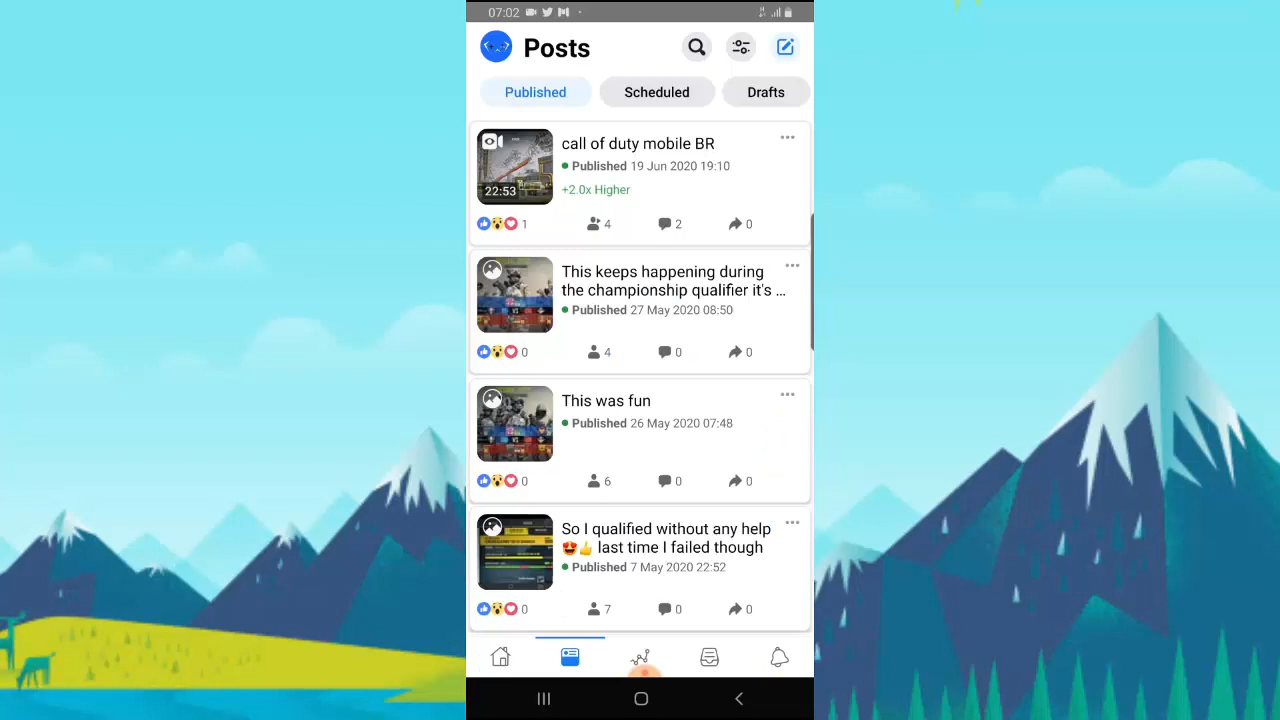 07:02
Posts
Published Scheduled Drafts
call of duty mobile BR
Published 19 Jun 2020 19:10
22:53
+2.0x Higher
1 4 2 0
This keeps happening during
the championship qualifier it's ...
Published 27 May 2020 08:50
0 4 0 0
This was fun
Published 26 May 2020 07:48
0 6 0 0
So I qualified without any help
😍👍 last time I failed though
Published 7 May 2020 22:52
0 7 0 0